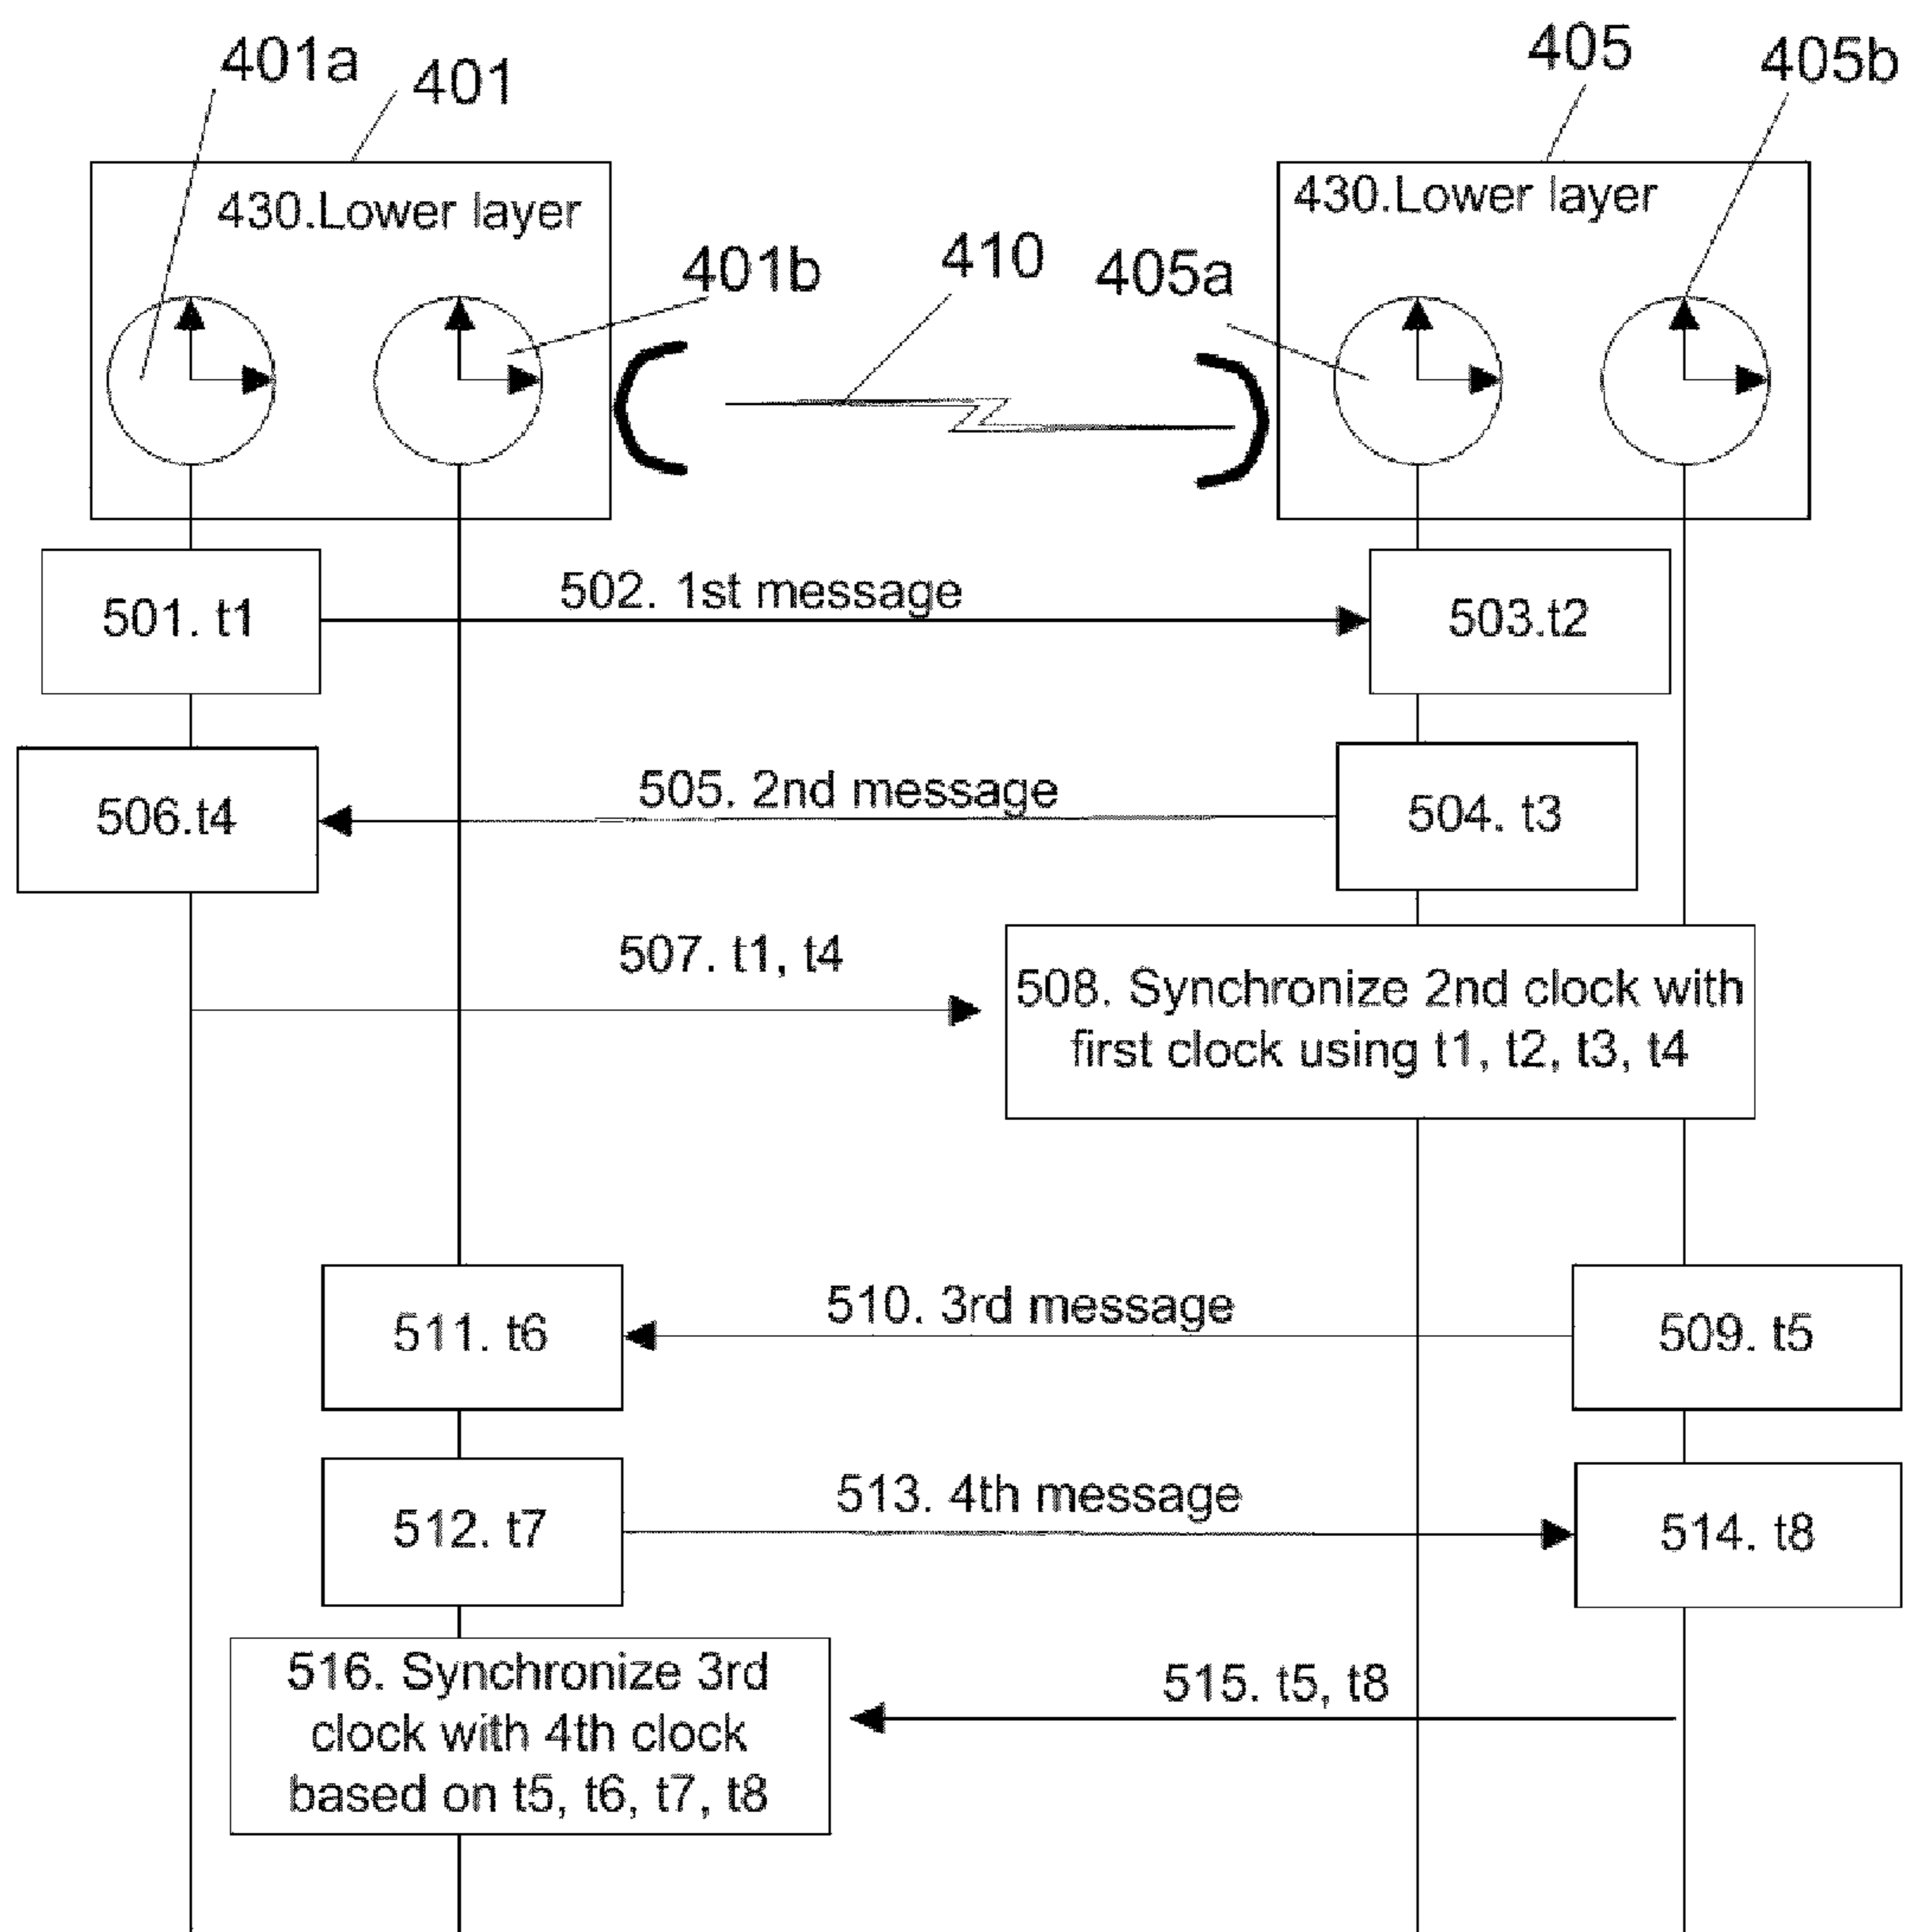 401a
401
405
405b
430.Lower layer
430.Lower layer
401b
410
405a
501. t1
502. 1st message
503.t2
506.t4
505. 2nd message
504. t3
507. t1, t4
508. Synchronize 2nd clock with
first clock using t1, t2, t3, t4
511. t6
510. 3rd message
509. t5
512. t7
513. 4th message
514. t8
516. Synchronize 3rd
clock with 4th clock
based on t5, t6, t7, t8
515. t5, t8